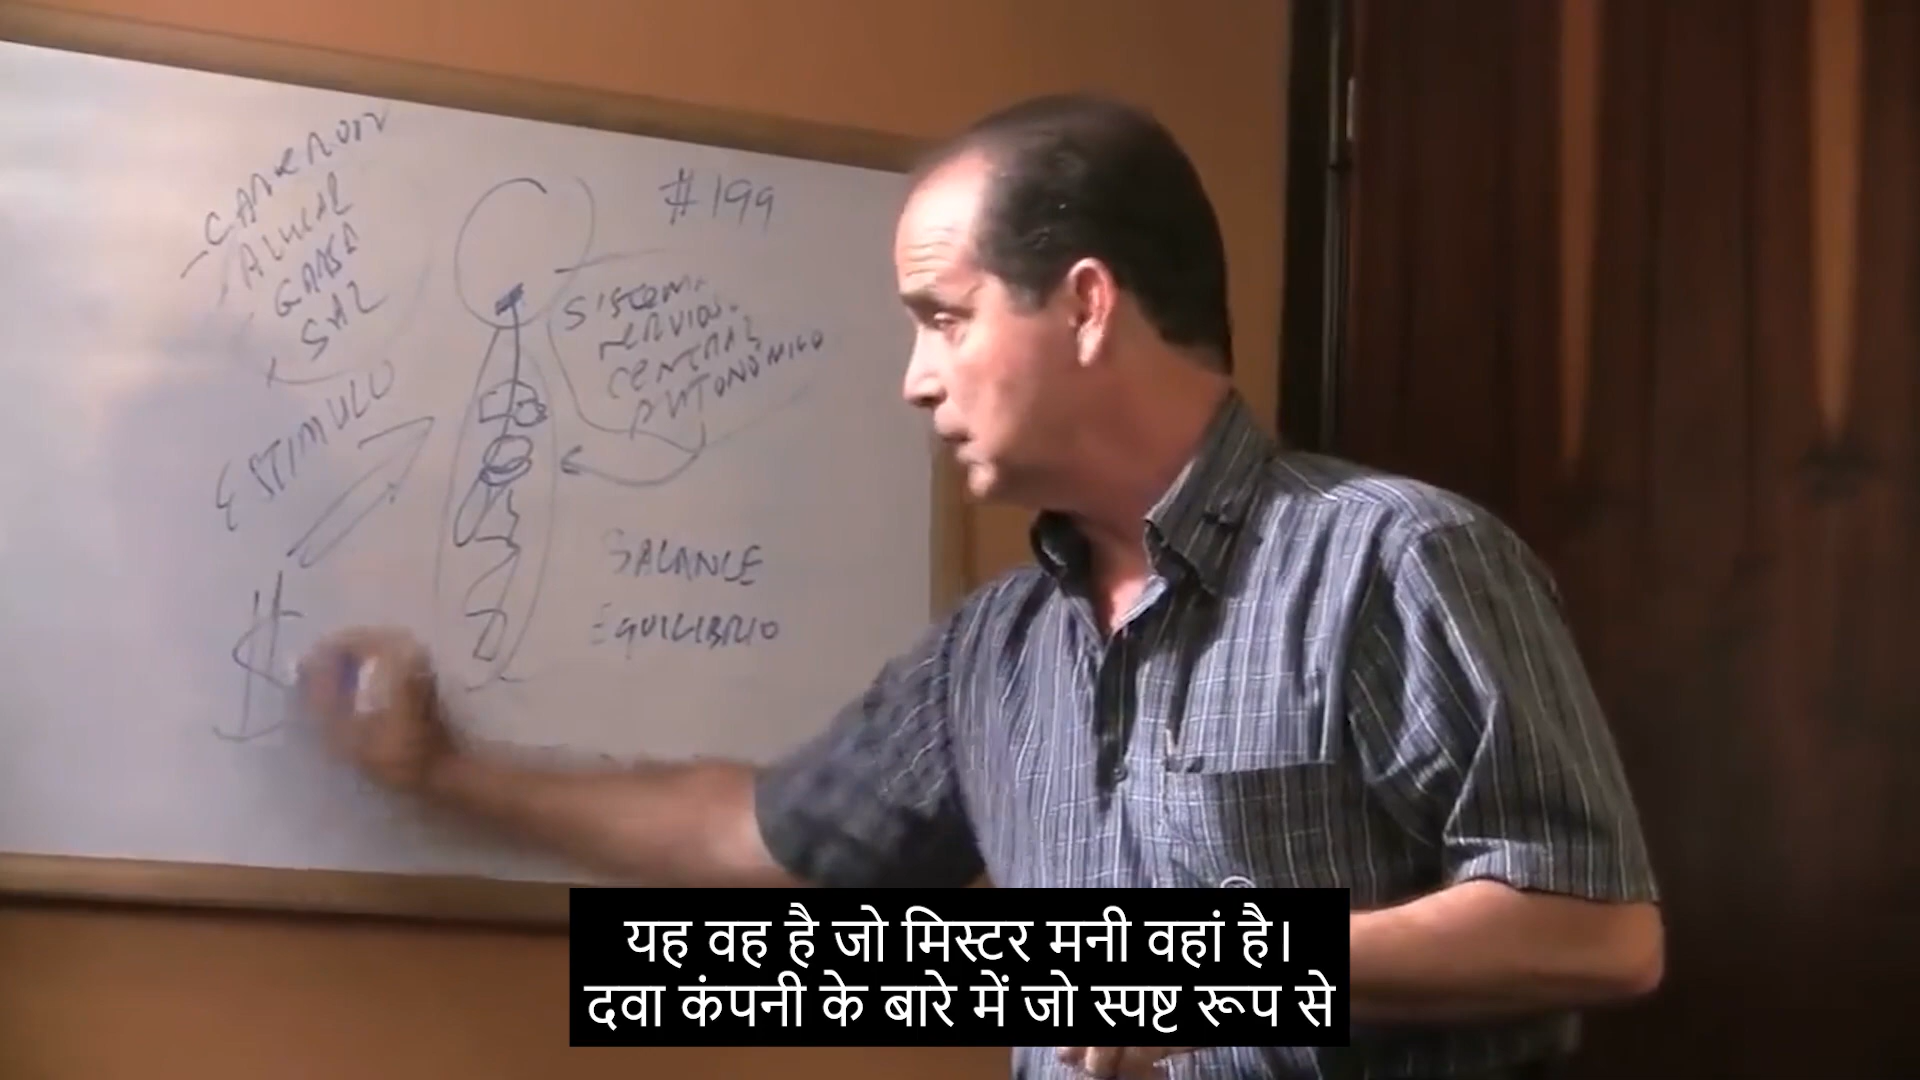 #199
AZUCAR
GRASA
SAL
ESTIMULO
SISTEMA
NERVIOSO
CENTRAL
AUTONOMICO
BALANCE
EQUILIBRIO
$
यह वह है जो मिस्टर मनी वहां है।
दवा कंपनी के बारे में जो स्पष्ट रूप से